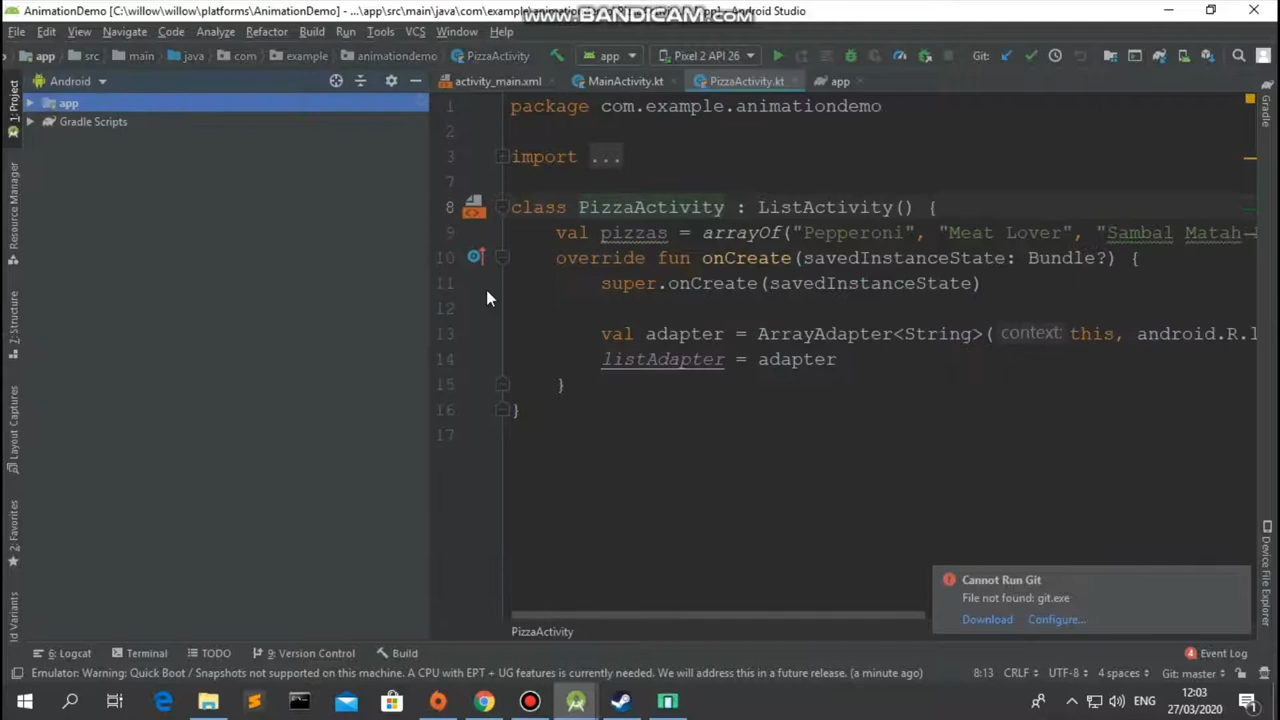 AnimationDemo [C:\willow\willow\platforms\AnimationDemo] - ...\app\src\main\java\com\example\animation
app] - Android Studio
www.BANDICAM.com
File Edit View Navigate Code Analyze Refactor Build Run Tools VCS Window Help
app src main java com example animationdemo PizzaActivity app Pixel 2 API 26 Git:
Android
activity_main.xml MainActivity.kt PizzaActivity.kt app
app
Gradle Scripts
1: Project
Resource Manager
7: Structure
Layout Captures
2: Favorites
ld Variants
1 package com.example.animationdemo
2
3 import ...
7
8 class PizzaActivity : ListActivity() {
9 val pizzas = arrayOf("Pepperoni", "Meat Lover", "Sambal Matah
10 override fun onCreate(savedInstanceState: Bundle?) {
11 super.onCreate(savedInstanceState)
12
13 val adapter = ArrayAdapter<String>( context: this, android.R.l
14 listAdapter = adapter
15 }
16 }
17
Gradle
Device File Explorer
Cannot Run Git
File not found: git.exe
Download Configure...
PizzaActivity
6: Logcat Terminal TODO 9: Version Control Build 4 Event Log
Emulator: Warning: Quick Boot / Snapshots not supported on this machine. A CPU with EPT + UG features is currently needed. We will address this in a future release. (a minute ago) 8:13 CRLF UTF-8 4 spaces Git: master
ENG
12:03
27/03/2020
1